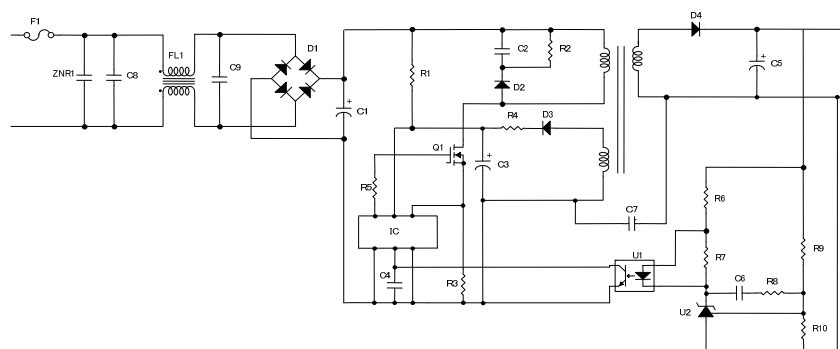 F1
ZNR1
C8
FL1
C9
D1
C1
R1
C2
R2
D2
R4
D3
Q1
C3
R5
IC
C4
R3
D4
C5
C7
U1
R6
R7
C6
R8
R9
U2
R10